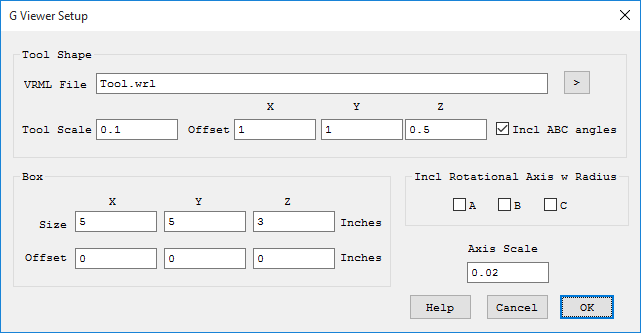 G Viewer Setup
Tool Shape
VRML File Tool.wrl >
X Y Z
Tool Scale 0.1 Offset 1 1 0.5 Incl ABC angles
Box
X Y Z
Size 5 5 3 Inches
Offset 0 0 0 Inches
Incl Rotational Axis w Radius
A B C
Axis Scale
0.02
Help Cancel OK